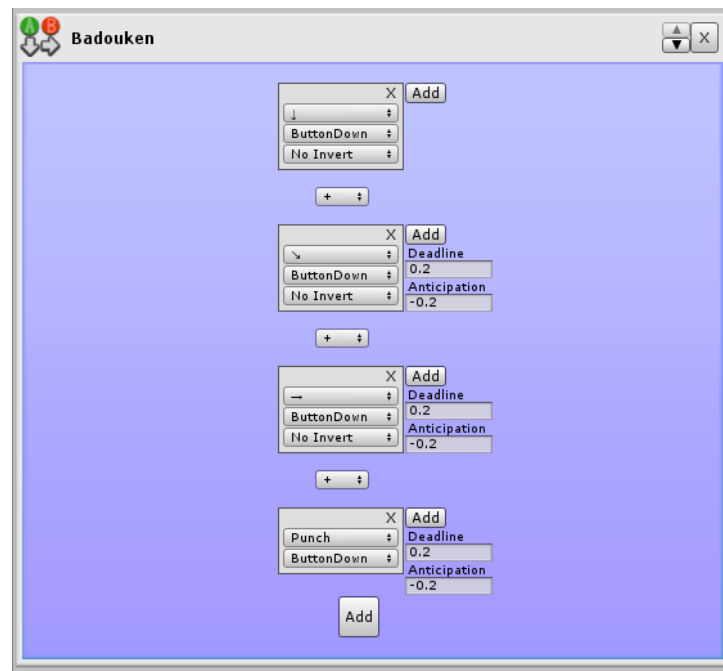 A B
Badouken
X
X Add
↓
ButtonDown
No Invert
+
X Add
↘ Deadline
ButtonDown 0.2
No Invert Anticipation
-0.2
+
X Add
→ Deadline
ButtonDown 0.2
No Invert Anticipation
-0.2
+
X Add
Punch Deadline
ButtonDown 0.2
Anticipation
-0.2
Add